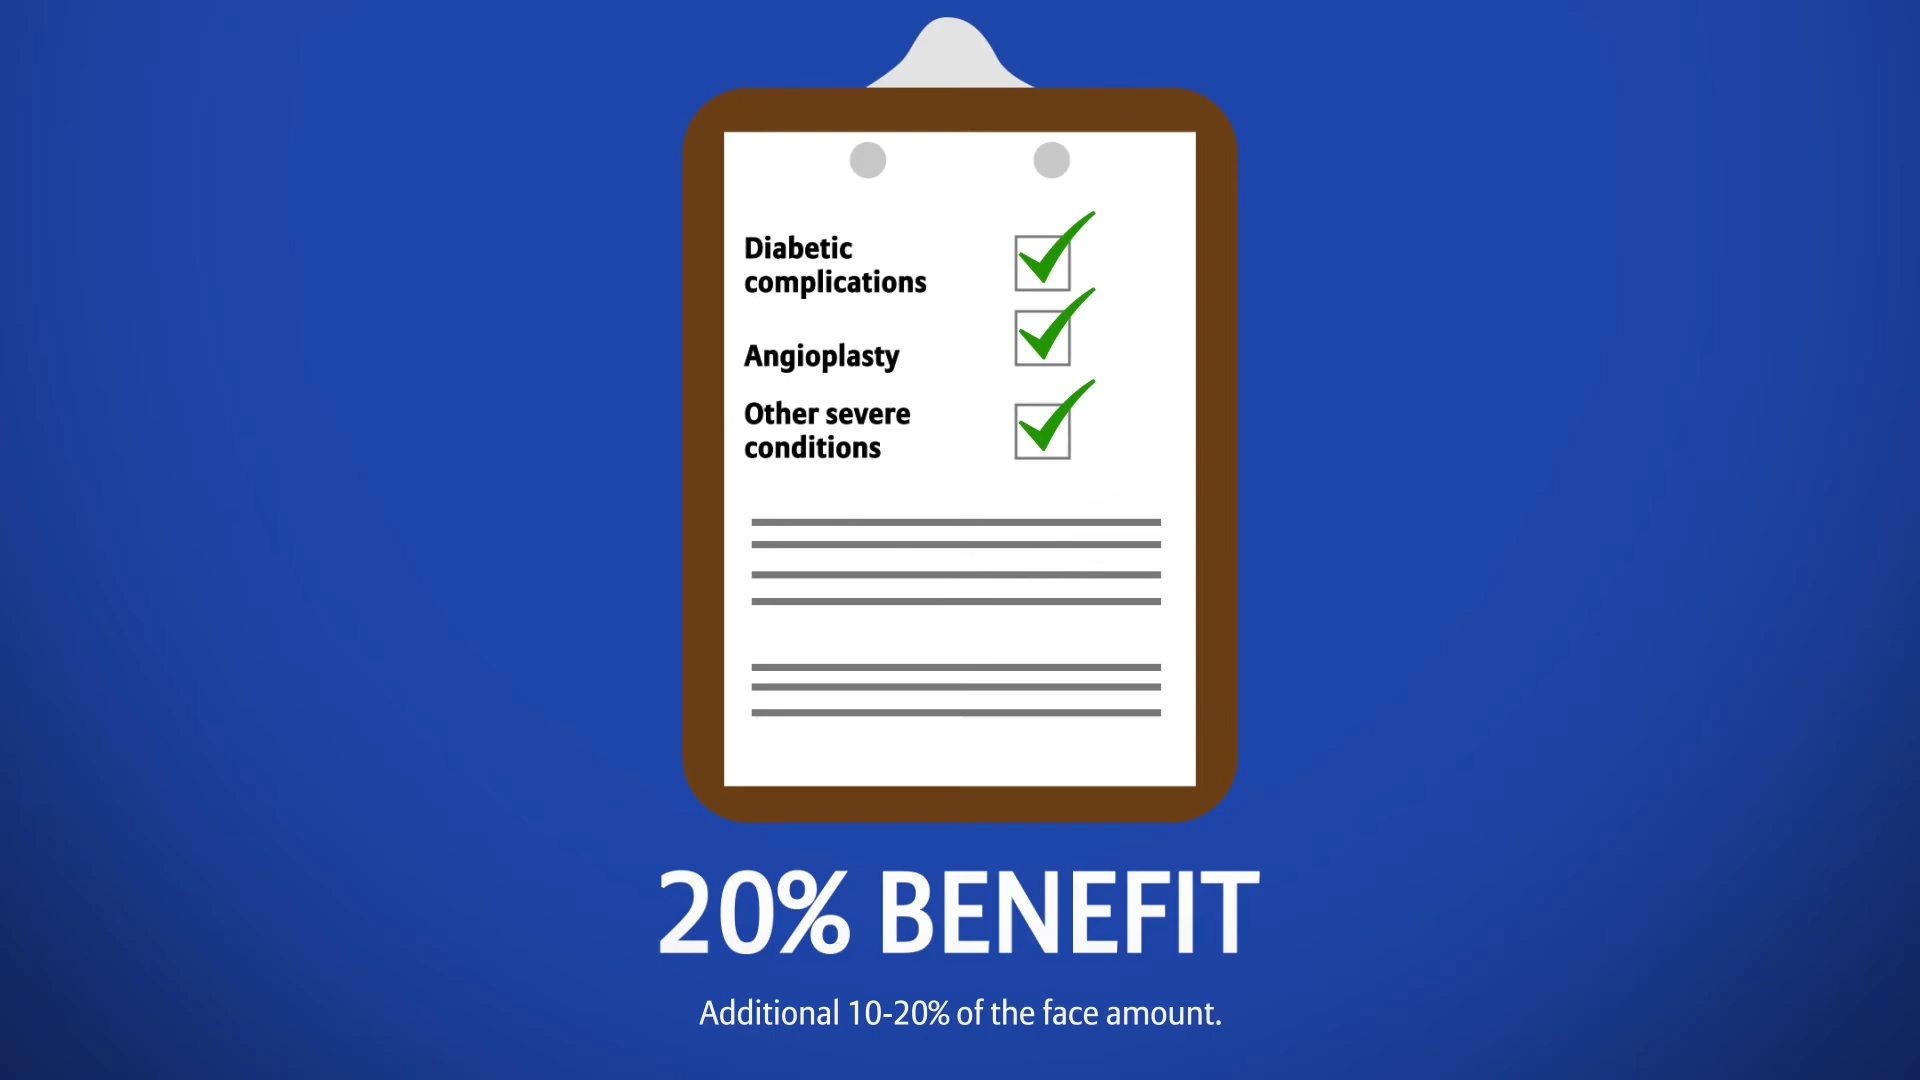 Diabetic
complications
Angioplasty
Other severe
conditions
20% BENEFIT
Additional 10-20% of the face amount.